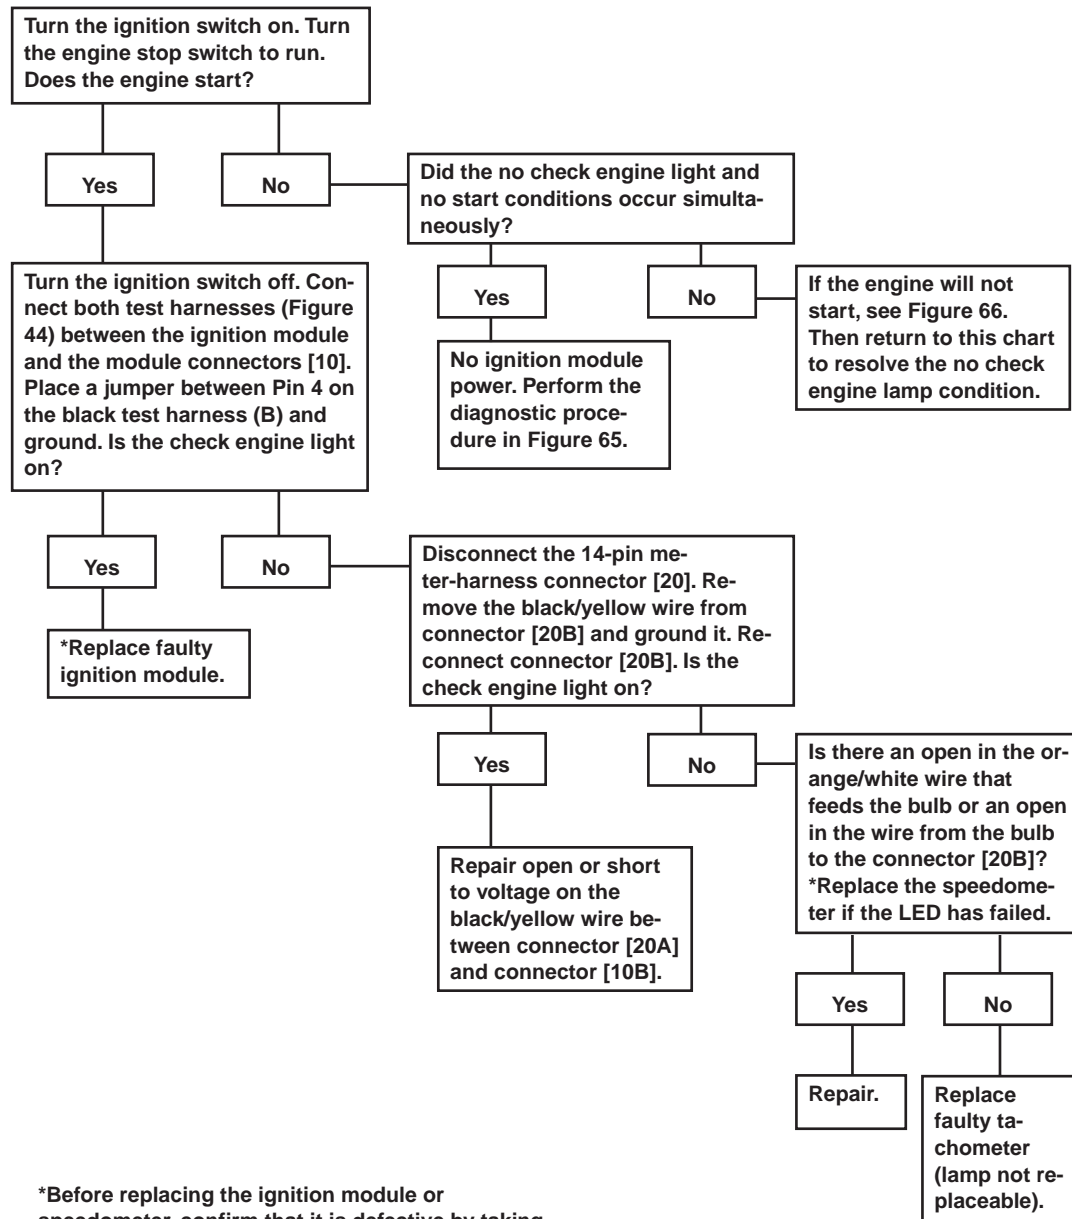 Turn the ignition switch on. Turn
the engine stop switch to run.
Does the engine start?
Yes
No
Did the no check engine light and
no start conditions occur simulta-
neously?
Turn the ignition switch off. Con-
nect both test harnesses (Figure
44) between the ignition module
and the module connectors [10].
Place a jumper between Pin 4 on
the black test harness (B) and
ground. Is the check engine light
on?
Yes
No
If the engine will not
start, see Figure 66.
Then return to this chart
to resolve the no check
engine lamp condition.
No ignition module
power. Perform the
diagnostic proce-
dure in Figure 65.
Yes
No
Disconnect the 14-pin me-
ter-harness connector [20]. Re-
move the black/yellow wire from
connector [20B] and ground it. Re-
connect connector [20B]. Is the
check engine light on?
*Replace faulty
ignition module.
Yes
No
Is there an open in the or-
ange/white wire that
feeds the bulb or an open
in the wire from the bulb
to the connector [20B]?
*Replace the speedome-
ter if the LED has failed.
Repair open or short
to voltage on the
black/yellow wire be-
tween connector [20A]
and connector [10B].
Yes
No
Repair.
Replace
faulty ta-
chometer
(lamp not re-
placeable).
*Before replacing the ignition module or
speedometer, confirm that it is defective by taking